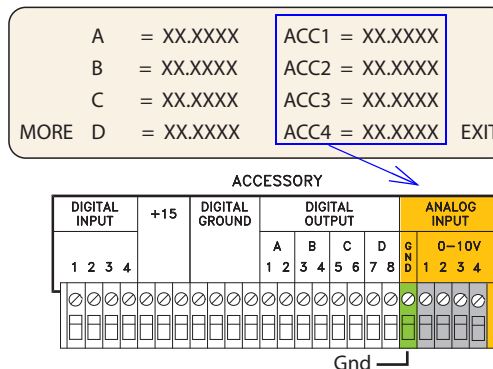 A = XX.XXXX ACC1 = XX.XXXX
B = XX.XXXX ACC2 = XX.XXXX
C = XX.XXXX ACC3 = XX.XXXX
MORE D = XX.XXXX ACC4 = XX.XXXX EXIT
ACCESSORY
DIGITAL INPUT +15 DIGITAL GROUND DIGITAL OUTPUT GND ANALOG INPUT
A B C D 0–10V
1 2 3 4 1 2 3 4 5 6 7 8 1 2 3 4
Gnd